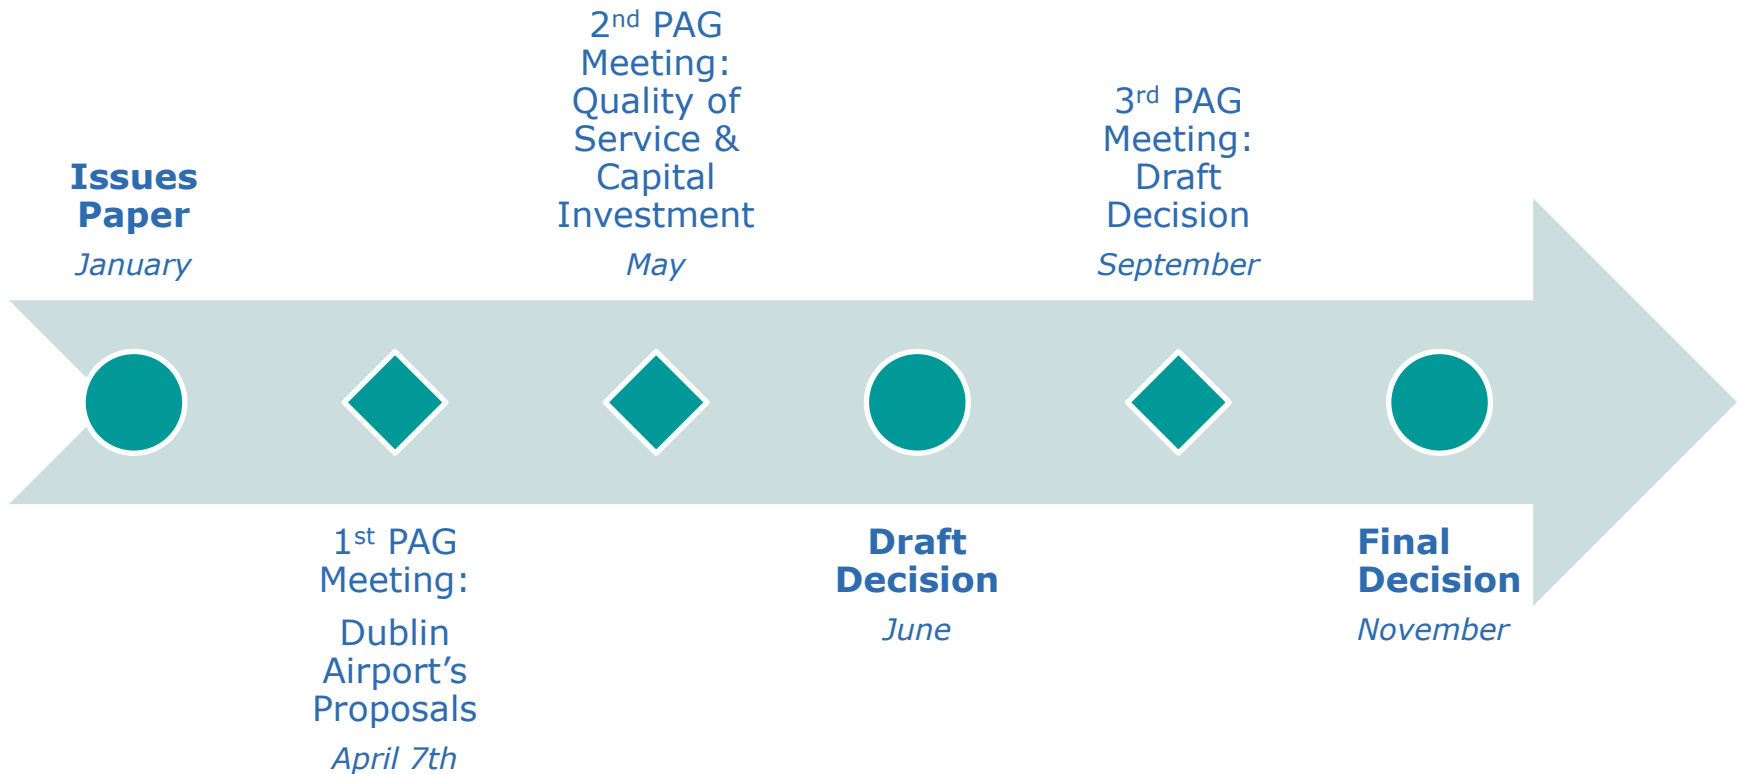 Issues
Paper
January
1st PAG
Meeting:
Dublin
Airport’s
Proposals
April 7th
2nd PAG
Meeting:
Quality of
Service &
Capital
Investment
May
Draft
Decision
June
3rd PAG
Meeting:
Draft
Decision
September
Final
Decision
November